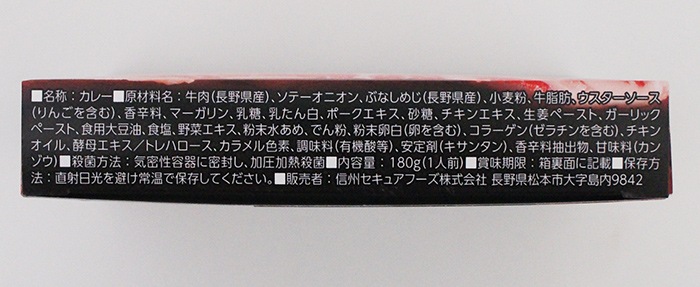 ■名称：カレー■原材料名：牛肉(長野県産)、ソテーオニオン、ぶなしめじ(長野県産)、小麦粉、牛脂肪、ウスターソース
(りんごを含む)、香辛料、マーガリン、乳糖、乳たん白、ポークエキス、砂糖、チキンエキス、生姜ペースト、ガーリック
ペースト、食用大豆油、食塩、野菜エキス、粉末水あめ、でん粉、粉末卵白(卵を含む)、コラーゲン(ゼラチンを含む)、チキン
オイル、酵母エキス/トレハロース、カラメル色素、調味料(有機酸等)、安定剤(キサンタン)、香辛料抽出物、甘味料(カ
ンゾウ)■殺菌方法：気密性容器に密封し、加圧加熱殺菌■内容量：180g(1人前)■賞味期限：箱裏面に記載■保存方
法：直射日光を避け常温で保存してください。■販売者：信州セキュアフーズ株式会社 長野県松本市大字島内9842